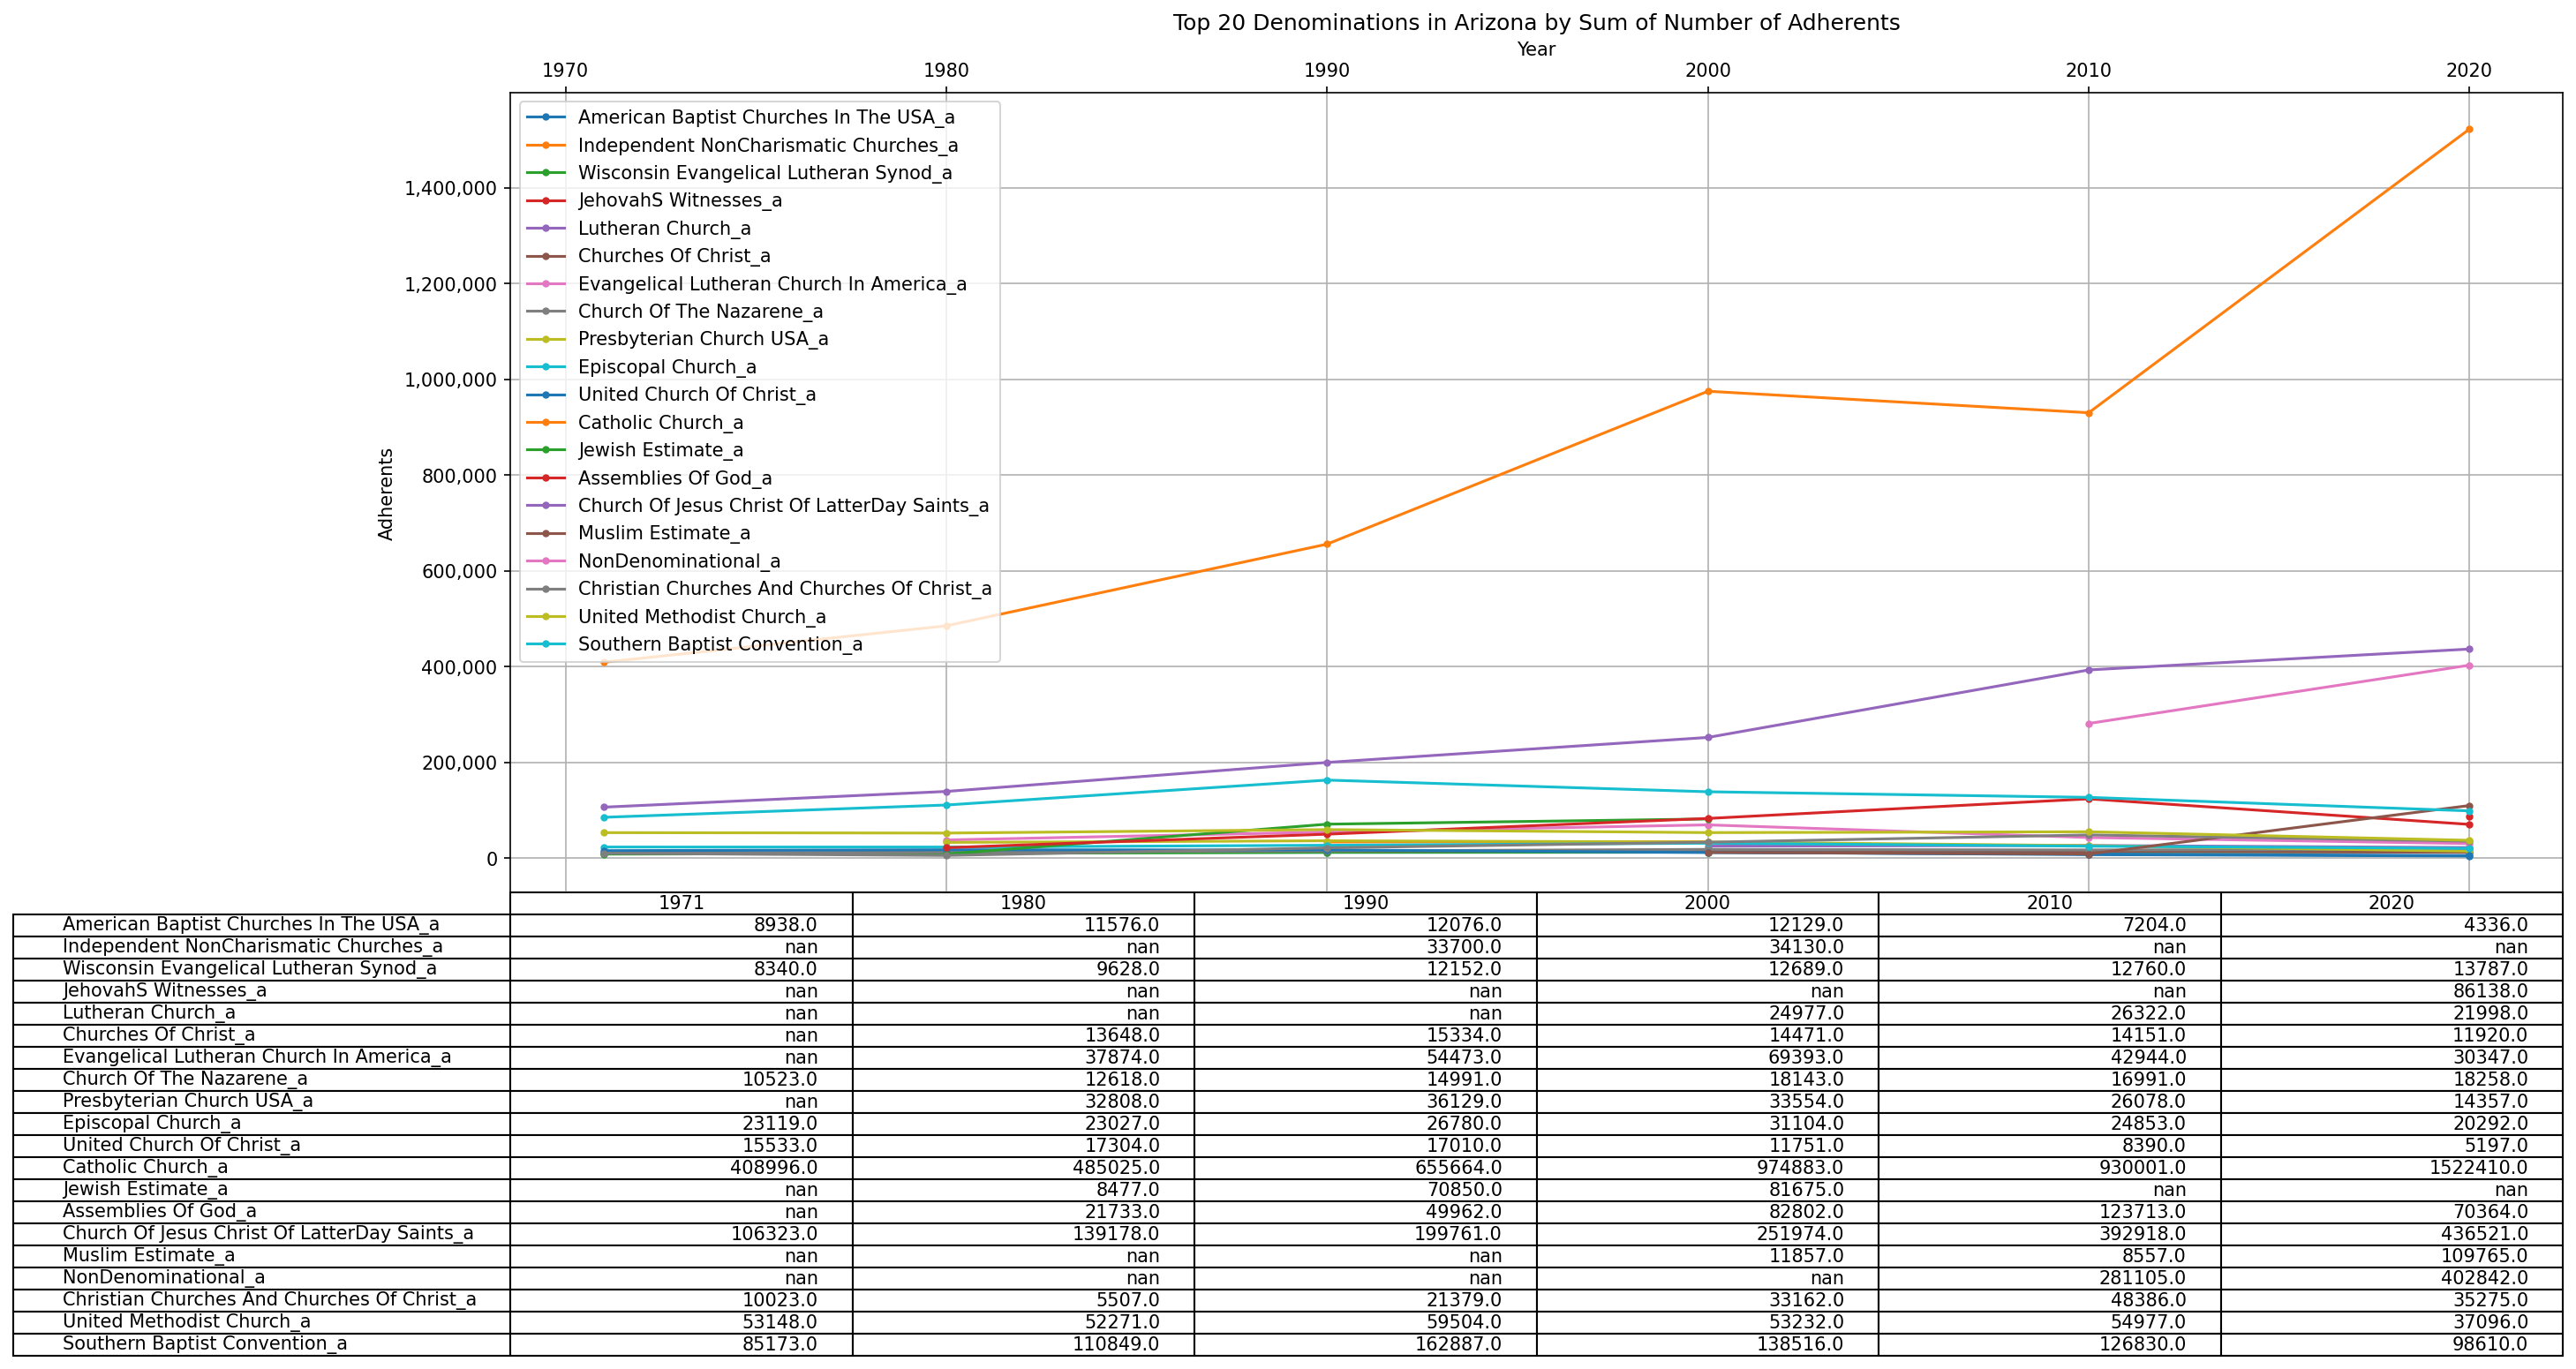 Top 20 Denominations in Arizona by Sum of Number of Adherents
Year
1970 1980 1990 2000 2010 2020
American Baptist Churches In The USA_a
Independent NonCharismatic Churches_a
Wisconsin Evangelical Lutheran Synod_a
JehovahS Witnesses_a
Lutheran Church_a
Churches Of Christ_a
Evangelical Lutheran Church In America_a
Church Of The Nazarene_a
Presbyterian Church USA_a
Episcopal Church_a
United Church Of Christ_a
Catholic Church_a
Jewish Estimate_a
Assemblies Of God_a
Church Of Jesus Christ Of LatterDay Saints_a
Muslim Estimate_a
NonDenominational_a
Christian Churches And Churches Of Christ_a
United Methodist Church_a
Southern Baptist Convention_a
1,400,000
1,200,000
1,000,000
800,000
600,000
400,000
200,000
0
Adherents
1971 1980 1990 2000 2010 2020
American Baptist Churches In The USA_a 8938.0 11576.0 12076.0 12129.0 7204.0 4336.0
Independent NonCharismatic Churches_a nan nan 33700.0 34130.0 nan nan
Wisconsin Evangelical Lutheran Synod_a 8340.0 9628.0 12152.0 12689.0 12760.0 13787.0
JehovahS Witnesses_a nan nan nan nan nan 86138.0
Lutheran Church_a nan nan nan 24977.0 26322.0 21998.0
Churches Of Christ_a nan 13648.0 15334.0 14471.0 14151.0 11920.0
Evangelical Lutheran Church In America_a nan 37874.0 54473.0 69393.0 42944.0 30347.0
Church Of The Nazarene_a 10523.0 12618.0 14991.0 18143.0 16991.0 18258.0
Presbyterian Church USA_a nan 32808.0 36129.0 33554.0 26078.0 14357.0
Episcopal Church_a 23119.0 23027.0 26780.0 31104.0 24853.0 20292.0
United Church Of Christ_a 15533.0 17304.0 17010.0 11751.0 8390.0 5197.0
Catholic Church_a 408996.0 485025.0 655664.0 974883.0 930001.0 1522410.0
Jewish Estimate_a nan 8477.0 70850.0 81675.0 nan nan
Assemblies Of God_a nan 21733.0 49962.0 82802.0 123713.0 70364.0
Church Of Jesus Christ Of LatterDay Saints_a 106323.0 139178.0 199761.0 251974.0 392918.0 436521.0
Muslim Estimate_a nan nan nan 11857.0 8557.0 109765.0
NonDenominational_a nan nan nan nan 281105.0 402842.0
Christian Churches And Churches Of Christ_a 10023.0 5507.0 21379.0 33162.0 48386.0 35275.0
United Methodist Church_a 53148.0 52271.0 59504.0 53232.0 54977.0 37096.0
Southern Baptist Convention_a 85173.0 110849.0 162887.0 138516.0 126830.0 98610.0